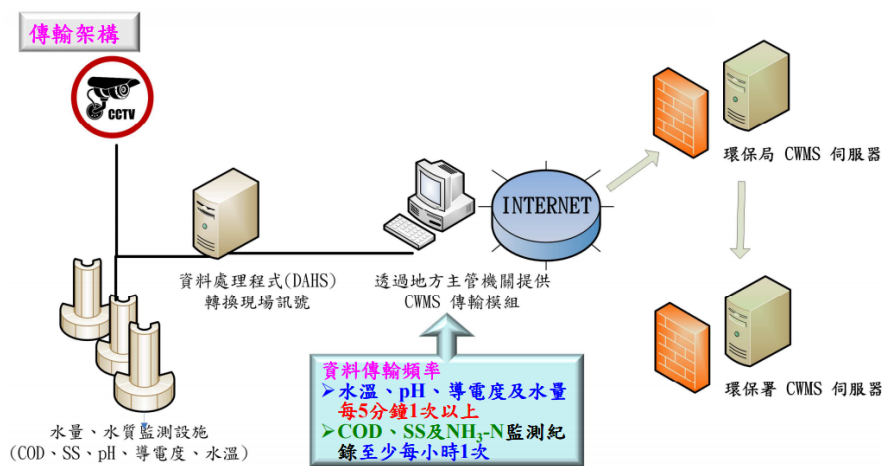 傳輸架構
CCTV
INTERNET
環保局 CWMS 伺服器
資料處理程式(DAHS)
轉換現場訊號
透過地方主管機關提供
CWMS 傳輸模組
資料傳輸頻率
➢水溫、pH、導電度及水量
每5分鐘1次以上
➢COD、SS及NH₃-N監測紀
錄至少每小時1次
環保署 CWMS 伺服器
水量、水質監測設施
(COD、SS、pH、導電度、水溫)